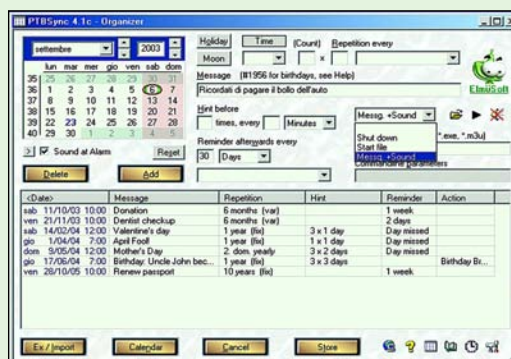 PTBSync 4.1c - Organizer
settembre 2003
lun mar mer gio ven sab dom
35 25 26 27 28 29 30 31
36 1 2 3 4 5 6 7
37 8 9 10 11 12 13 14
38 15 16 17 18 19 20 21
39 22 23 24 25 26 27 28
40 29 30 1 2 3 4 5
Sound at Alarm Reset
Delete Add
Holiday Time (Count) Repetition every
Moon x
Message (#1956 for birthdays, see Help)
Ricordati di pagare il bollo dell'auto
Hint before
times, every Minutes
Reminder afterwards every
30 Days
ElmüSoft
Messg. +Sound
Shut down
Start file
Messg. +Sound
*.exe, *.m3u)
Commandline parameters
<Date> Message Repetition Hint Reminder Action
sab 11/10/03 10:00 Donation 6 months (var) 1 week
ven 21/11/03 10:00 Dentist checkup 6 months (var) 2 days
sab 14/02/04 12:00 Valentine's day 1 year (fix) 3 x 1 day Day missed
gio 1/04/04 7:00 April Fool! 1 year (fix) 1 x 1 day Day missed
dom 9/05/04 12:00 Mother's Day 2. dom. yearly 3 x 2 days Day missed
gio 17/06/04 7:00 Birthday: Uncle John bec... 1 year (fix) 3 x 3 days Birthday Br...
ven 28/10/05 10:00 Renew passport 10 years (fix) 1 week
Ex / Import Calendar Cancel Store